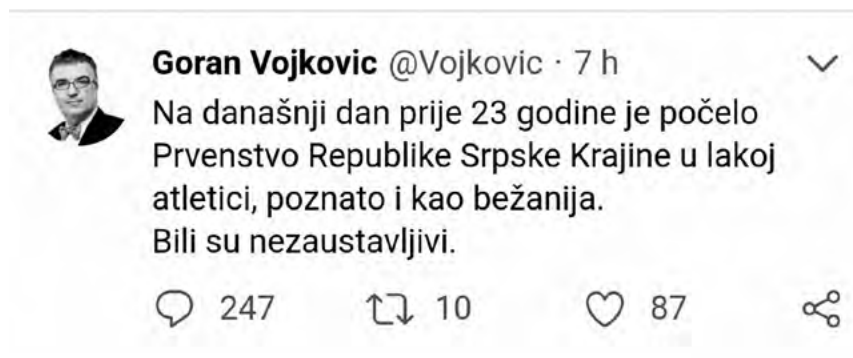 Goran Vojkovic @Vojkovic · 7 h
Na današnji dan prije 23 godine je počelo
Prvenstvo Republike Srpske Krajine u lakoj
atletici, poznato i kao bežanija.
Bili su nezaustavljivi.
247 10 87